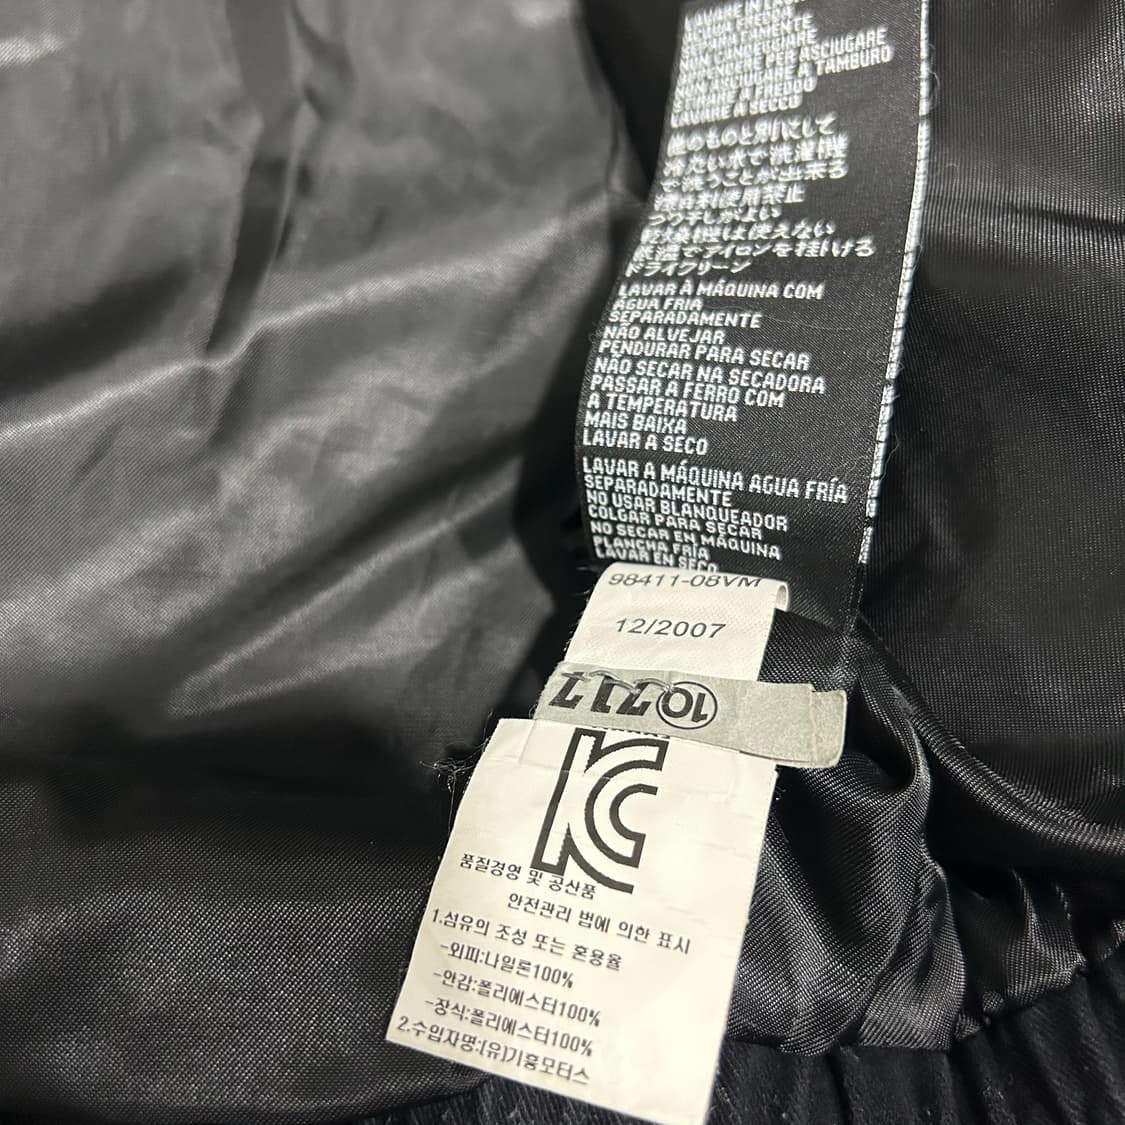 LAVARE IN
ACQUA FREDDO
SEPARATAMENTE
NON CANDEGGIARE
APPENDERE PER ASCIUGARE
NON ASCIUGARE A TAMBURO
STIRARE A FREDDO
LAVARE A SECCO
他のものと別にして
冷たい水で洗濯機
で洗うことが出来る
漂白剤使用禁止
つり干しがよい
乾燥機は使えない
低温でアイロンを掛ける
ドライクリーン
LAVAR À MÁQUINA COM
ÁGUA FRIA
SEPARADAMENTE
NÃO ALVEJAR
PENDURAR PARA SECAR
NÃO SECAR NA SECADORA
PASSAR A FERRO COM
A TEMPERATURA
MAIS BAIXA
LAVAR A SECO
LAVAR A MÁQUINA AGUA FRÍA
SEPARADAMENTE
NO USAR BLANQUEADOR
COLGAR PARA SECAR
NO SECAR EN MÁQUINA
PLANCHA FRÍA
LAVAR EN SECO
98411-08VM
12/2007
⑩7117
KC
품질경영 및 공산품
안전관리 법에 의한 표시
1.섬유의 조성 또는 혼용율
-외피:나일론100%
-안감:폴리에스터100%
-장식:폴리에스터100%
2.수입자명:(유)기흥모터스